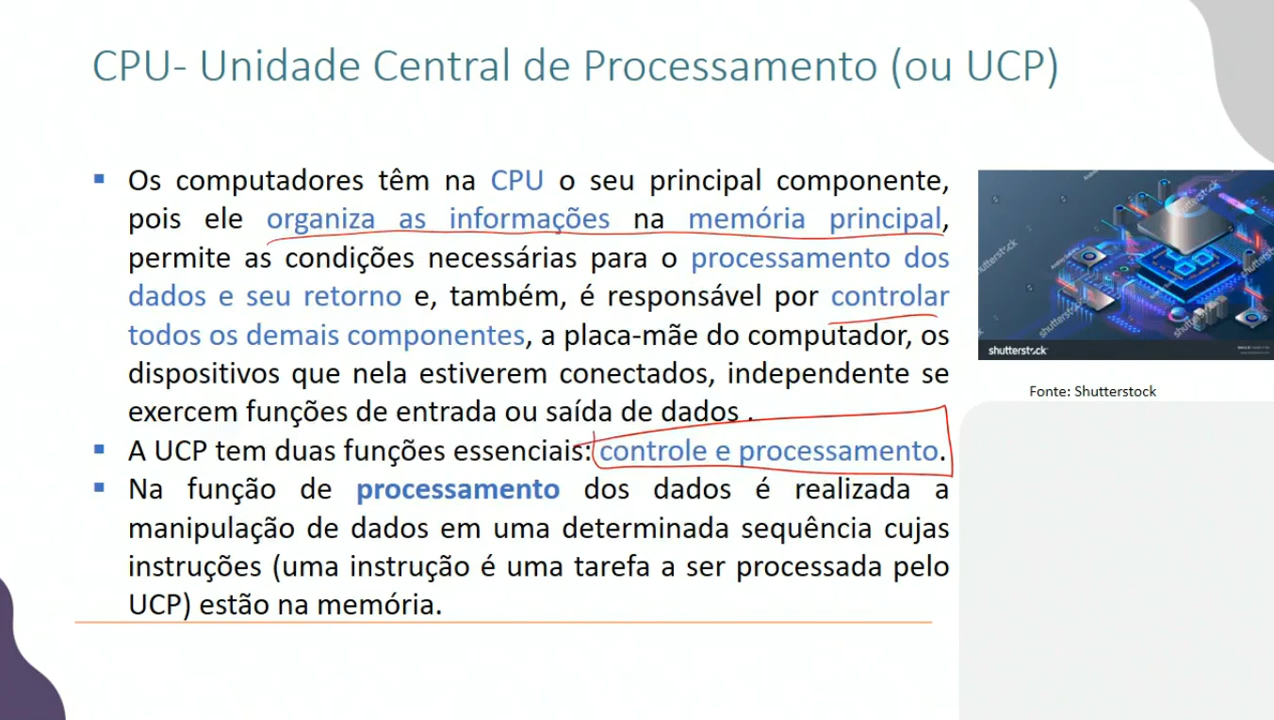 CPU- Unidade Central de Processamento (ou UCP)
Os computadores têm na CPU o seu principal componente,
pois ele organiza as informações na memória principal,
permite as condições necessárias para o processamento dos
dados e seu retorno e, também, é responsável por controlar
todos os demais componentes, a placa-mãe do computador, os
dispositivos que nela estiverem conectados, independente se
exercem funções de entrada ou saída de dados .
A UCP tem duas funções essenciais: controle e processamento.
Na função de processamento dos dados é realizada a
manipulação de dados em uma determinada sequência cujas
instruções (uma instrução é uma tarefa a ser processada pelo
UCP) estão na memória.
shutterstock
shutterstock
shutterstock
shutterstock
Fonte: Shutterstock